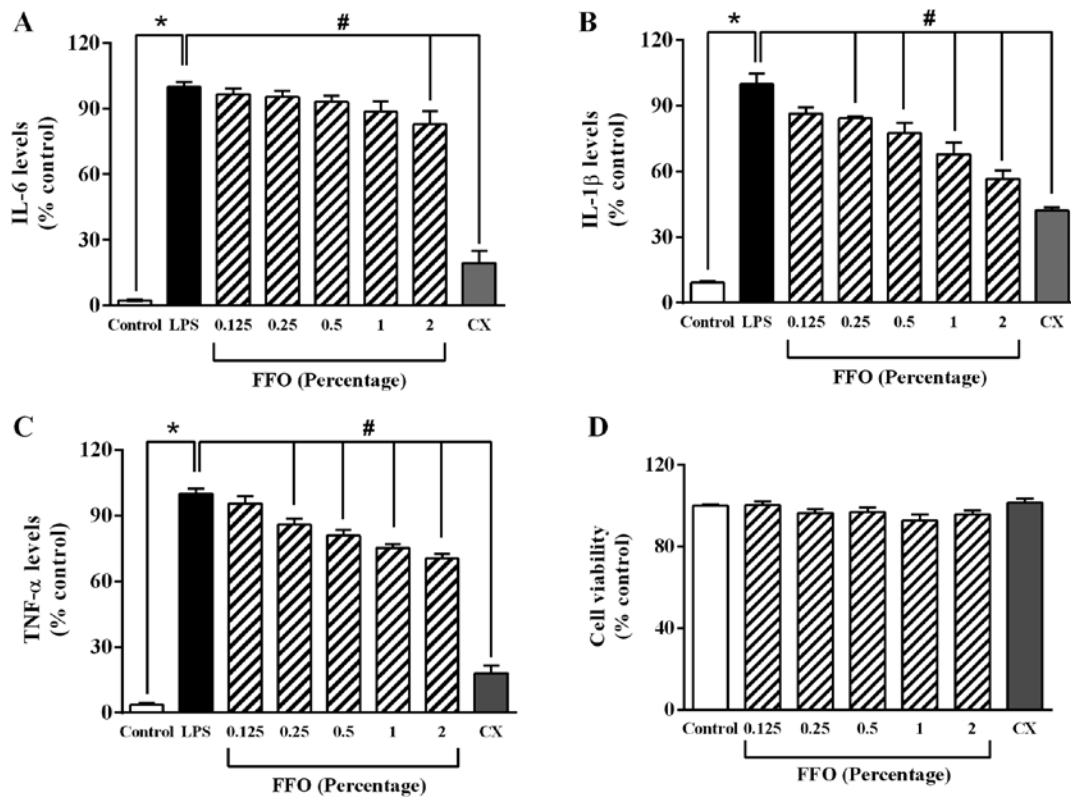 A
* #
IL-6 levels
(% control)
120
90
60
30
0
Control LPS 0.125 0.25 0.5 1 2 CX
FFO (Percentage)
B
* #
IL-1β levels
(% control)
120
90
60
30
0
Control LPS 0.125 0.25 0.5 1 2 CX
FFO (Percentage)
C
* #
TNF-α levels
(% control)
120
90
60
30
0
Control LPS 0.125 0.25 0.5 1 2 CX
FFO (Percentage)
D
Cell viability
(% control)
120
80
40
0
Control 0.125 0.25 0.5 1 2 CX
FFO (Percentage)